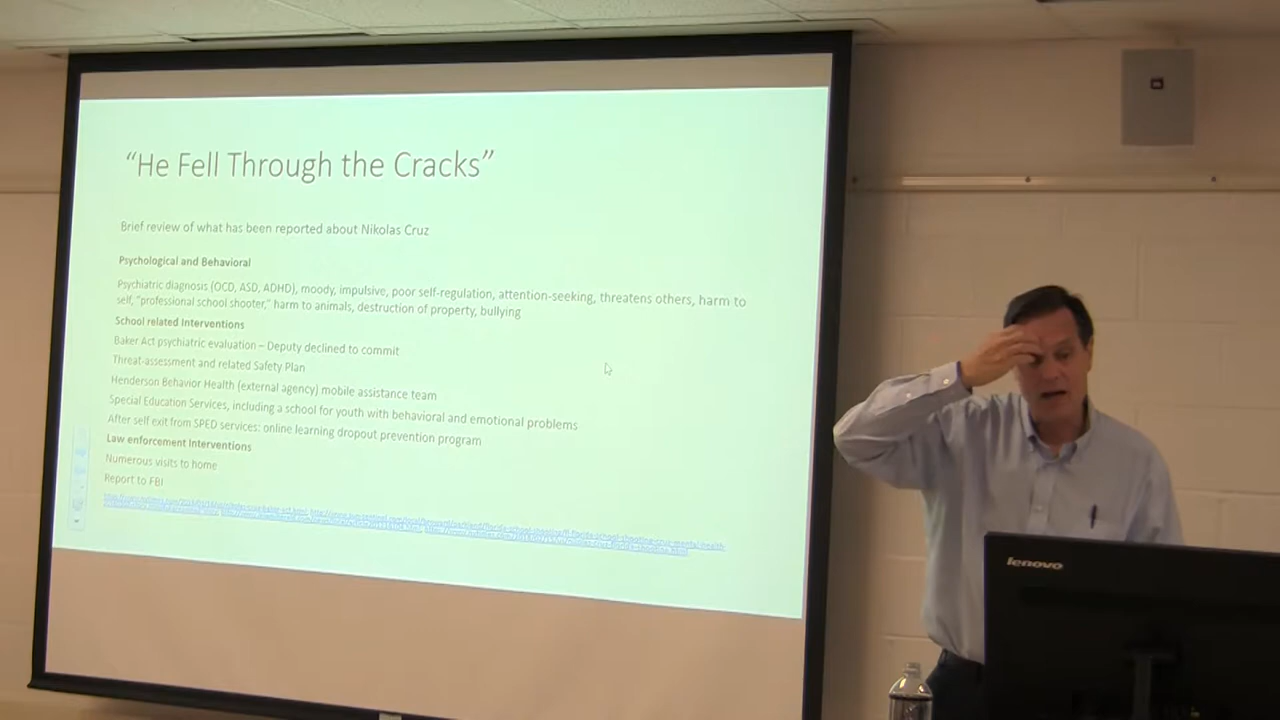 “He Fell Through the Cracks”
Brief review of what has been reported about Nikolas Cruz
Psychological and Behavioral
Psychiatric diagnosis (OCD, ASD, ADHD), moody, impulsive, poor self-regulation, attention-seeking, threatens others, harm to
self, “professional school shooter,” harm to animals, destruction of property, bullying
School related Interventions
Baker Act psychiatric evaluation – Deputy declined to commit
Threat-assessment and related Safety Plan
Henderson Behavior Health (external agency) mobile assistance team
Special Education Services, including a school for youth with behavioral and emotional problems
After self exit from SPED services: online learning dropout prevention program
Law enforcement Interventions
Numerous visits to home
Report to FBI
lenovo